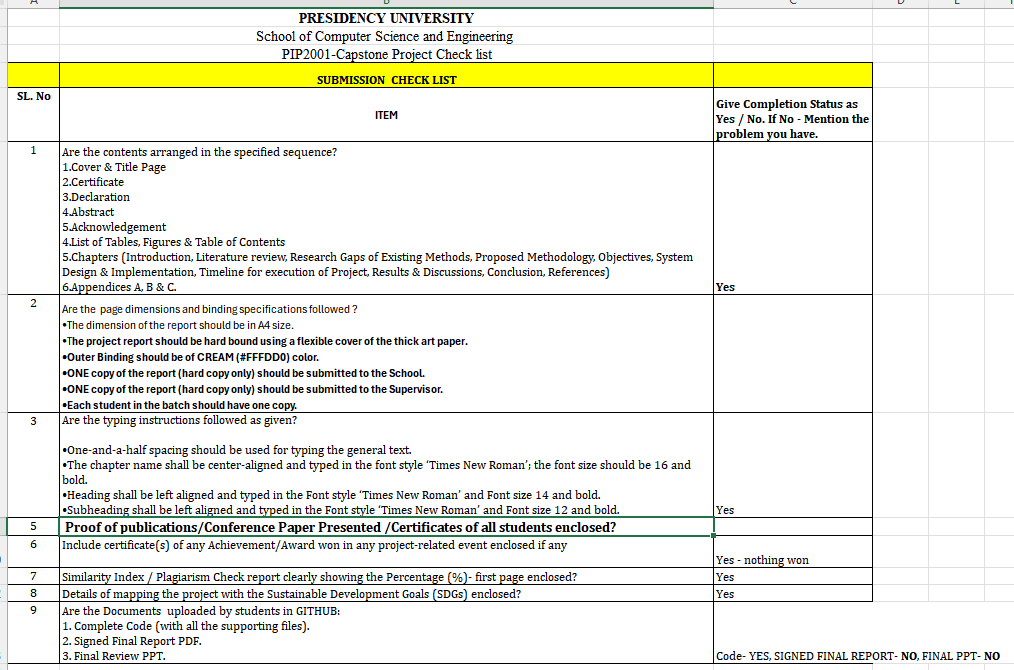 PRESIDENCY UNIVERSITY
School of Computer Science and Engineering
PIP2001-Capstone Project Check list
SUBMISSION CHECK LIST
SL. No
ITEM
Give Completion Status as
Yes / No. If No - Mention the
problem you have.
1
Are the contents arranged in the specified sequence?
1.Cover & Title Page
2.Certificate
3.Declaration
4.Abstract
5.Acknowledgement
4.List of Tables, Figures & Table of Contents
5.Chapters (Introduction, Literature review, Research Gaps of Existing Methods, Proposed Methodology, Objectives, System
Design & Implementation, Timeline for execution of Project, Results & Discussions, Conclusion, References)
6.Appendices A, B & C.
Yes
2
Are the page dimensions and binding specifications followed ?
•The dimension of the report should be in A4 size.
•The project report should be hard bound using a flexible cover of the thick art paper.
•Outer Binding should be of CREAM (#FFFDD0) color.
•ONE copy of the report (hard copy only) should be submitted to the School.
•ONE copy of the report (hard copy only) should be submitted to the Supervisor.
•Each student in the batch should have one copy.
3
Are the typing instructions followed as given?
•One-and-a-half spacing should be used for typing the general text.
•The chapter name shall be center-aligned and typed in the font style ‘Times New Roman’; the font size should be 16 and
bold.
•Heading shall be left aligned and typed in the Font style ‘Times New Roman’ and Font size 14 and bold.
•Subheading shall be left aligned and typed in the Font style ‘Times New Roman’ and Font size 12 and bold.
Yes
5
Proof of publications/Conference Paper Presented /Certificates of all students enclosed?
6
Include certificate(s) of any Achievement/Award won in any project-related event enclosed if any
Yes - nothing won
7
Similarity Index / Plagiarism Check report clearly showing the Percentage (%)- first page enclosed?
Yes
8
Details of mapping the project with the Sustainable Development Goals (SDGs) enclosed?
Yes
9
Are the Documents uploaded by students in GITHUB:
1. Complete Code (with all the supporting files).
2. Signed Final Report PDF.
3. Final Review PPT.
Code- YES, SIGNED FINAL REPORT- NO, FINAL PPT- NO